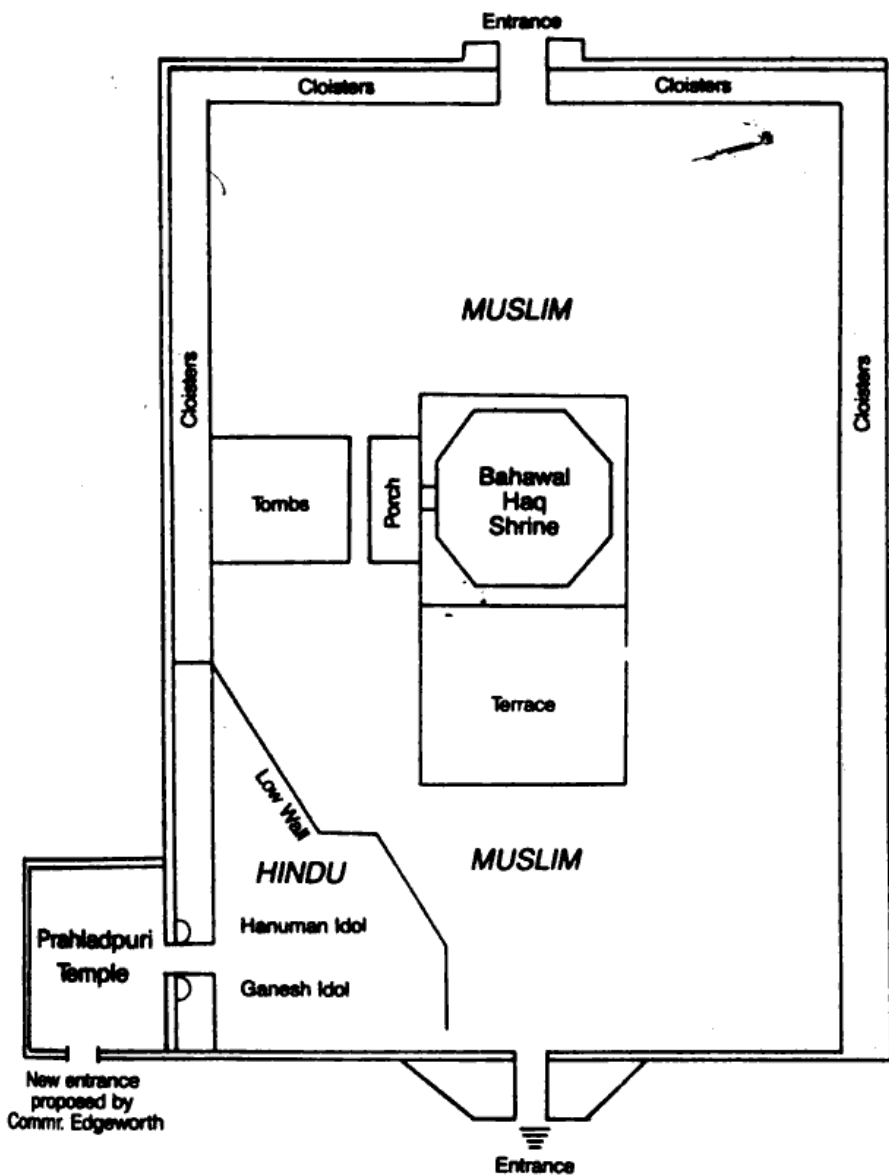 Entrance
Cloisters
Cloisters
MUSLIM
Cloisters
Cloisters
Tombs
Porch
Bahawal
Haq
Shrine
Terrace
Low Wall
HINDU
MUSLIM
Hanuman Idol
Prahladpuri
Temple
Ganesh Idol
New entrance
proposed by
Commr. Edgeworth
Entrance